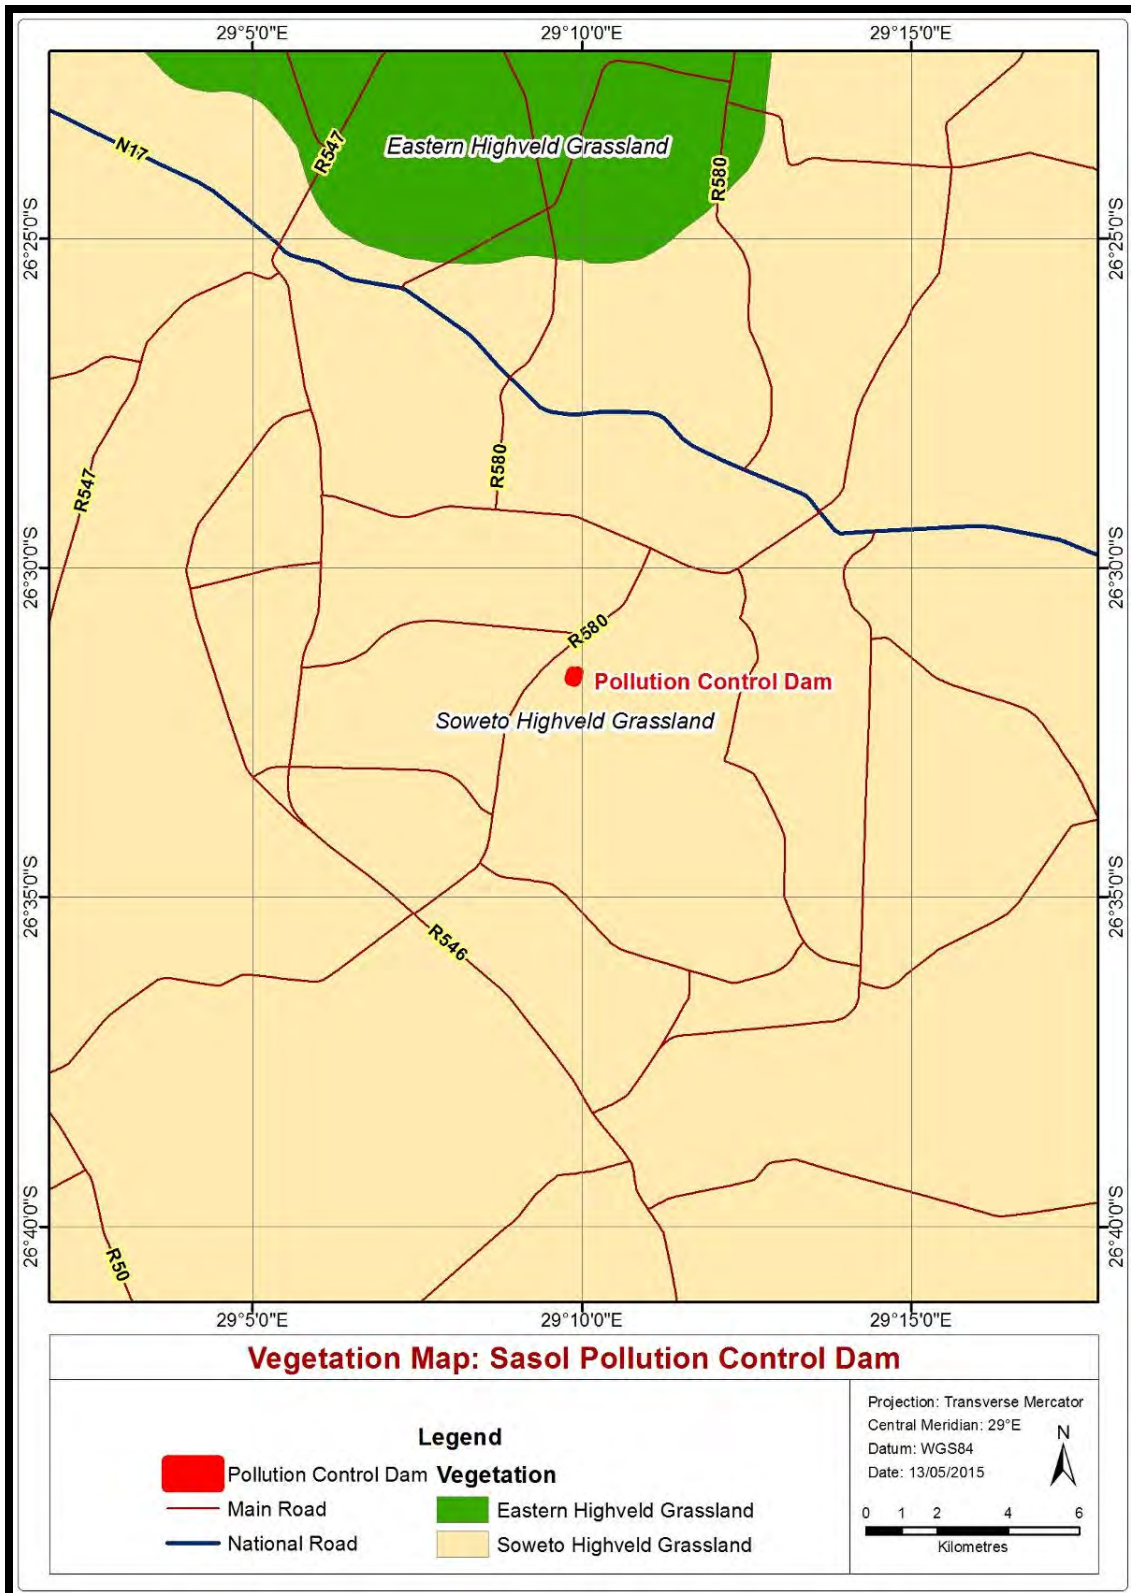 29°5'0"E
29°10'0"E
29°15'0"E
N17
R547
Eastern Highveld Grassland
R580
26°25'0"S
26°25'0"S
R547
R580
26°30'0"S
26°30'0"S
R580
Pollution Control Dam
Soweto Highveld Grassland
26°35'0"S
26°35'0"S
R546
26°40'0"S
26°40'0"S
R50
29°5'0"E
29°10'0"E
29°15'0"E
Vegetation Map: Sasol Pollution Control Dam
Legend
Pollution Control Dam
Main Road
National Road
Vegetation
Eastern Highveld Grassland
Soweto Highveld Grassland
Projection: Transverse Mercator
Central Meridian: 29°E
Datum: WGS84
Date: 13/05/2015
N
0 1 2 4 6
Kilometres